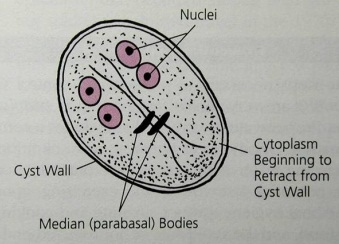 Nuclei
Cytoplasm
Beginning to
Retract from
Cyst Wall
Cyst Wall
Median (parabasal) Bodies